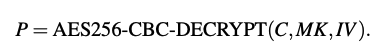 P = AES256-CBC-DECRYPT(C,MK,IV).